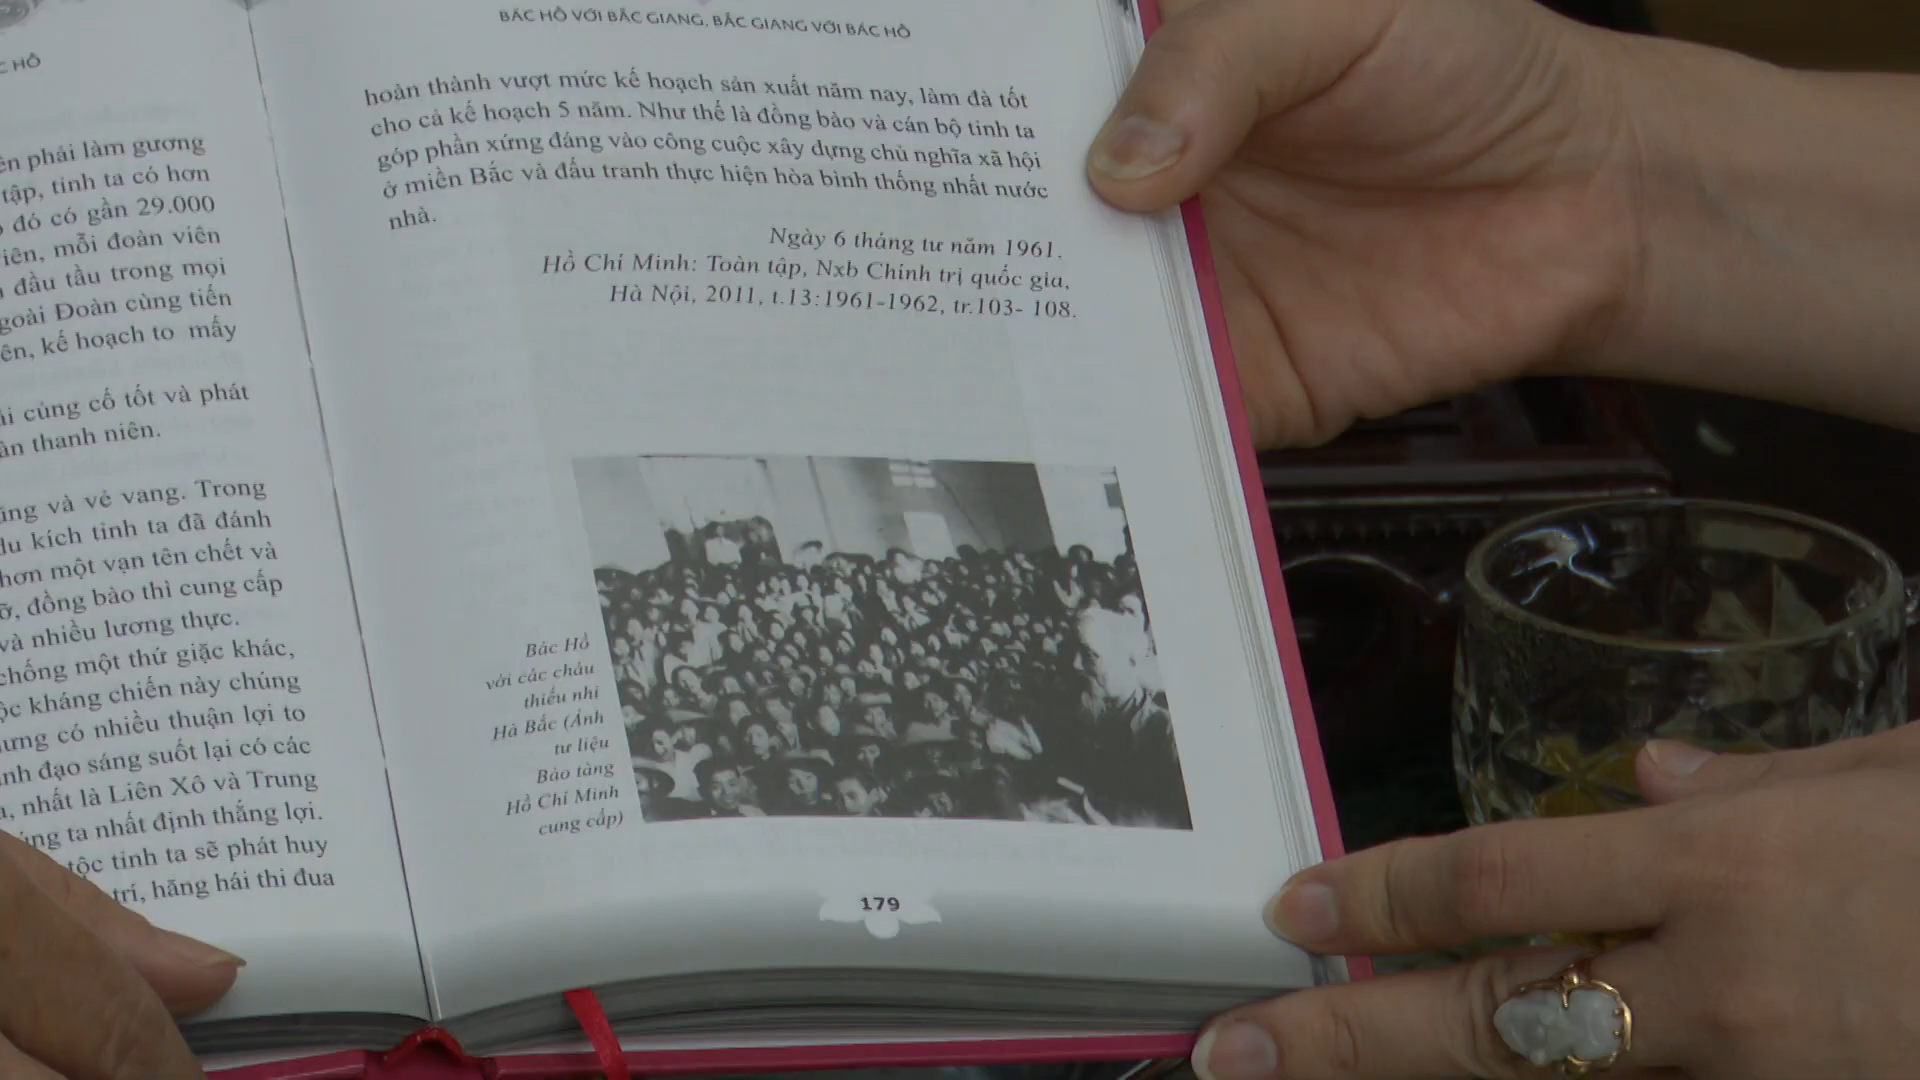 C HỒ
ên phải làm gương
tập, tỉnh ta có hơn
đó có gần 29.000
iên, mỗi đoàn viên
đầu tầu trong mọi
goài Đoàn cùng tiến
ên, kế hoạch to mấy
ải củng cố tốt và phát
ân thanh niên.
ũng và vẻ vang. Trong
du kích tỉnh ta đã đánh
hơn một vạn tên chết và
ỡ, đồng bào thì cung cấp
và nhiều lương thực.
chống một thứ giặc khác,
ộc kháng chiến này chúng
ưng có nhiều thuận lợi to
nh đạo sáng suốt lại có các
a, nhất là Liên Xô và Trung
úng ta nhất định thắng lợi.
tộc tỉnh ta sẽ phát huy
trí, hăng hái thi đua
BÁC HỒ VỚI BẮC GIANG, BẮC GIANG VỚI BÁC HỒ
hoàn thành vượt mức kế hoạch sản xuất năm nay, làm đà tốt
cho cả kế hoạch 5 năm. Như thế là đồng bào và cán bộ tỉnh ta
góp phần xứng đáng vào công cuộc xây dựng chủ nghĩa xã hội
ở miền Bắc và đấu tranh thực hiện hòa bình thống nhất nước
nhà.
Ngày 6 tháng tư năm 1961.
Hồ Chí Minh: Toàn tập, Nxb Chính trị quốc gia,
Hà Nội, 2011, t.13:1961-1962, tr.103- 108.
Bác Hồ
với các cháu
thiếu nhi
Hà Bắc (Ảnh
tư liệu
Bảo tàng
Hồ Chí Minh
cung cấp)
179